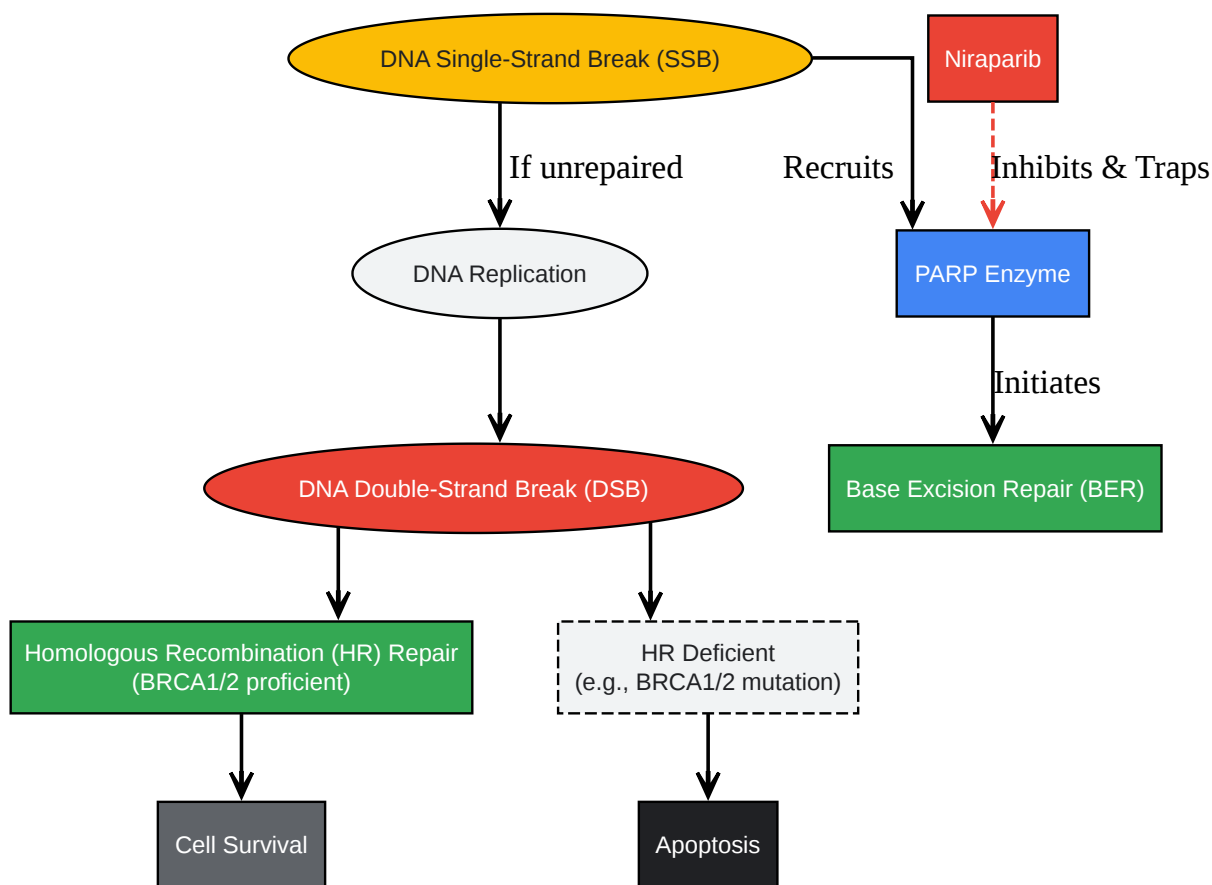 DNA Single-Strand Break (SSB)
Niraparib
If unrepaired
Recruits
Inhibits & Traps
DNA Replication
PARP Enzyme
Initiates
DNA Double-Strand Break (DSB)
Base Excision Repair (BER)
Homologous Recombination (HR) Repair
(BRCA1/2 proficient)
HR Deficient
(e.g., BRCA1/2 mutation)
Cell Survival
Apoptosis